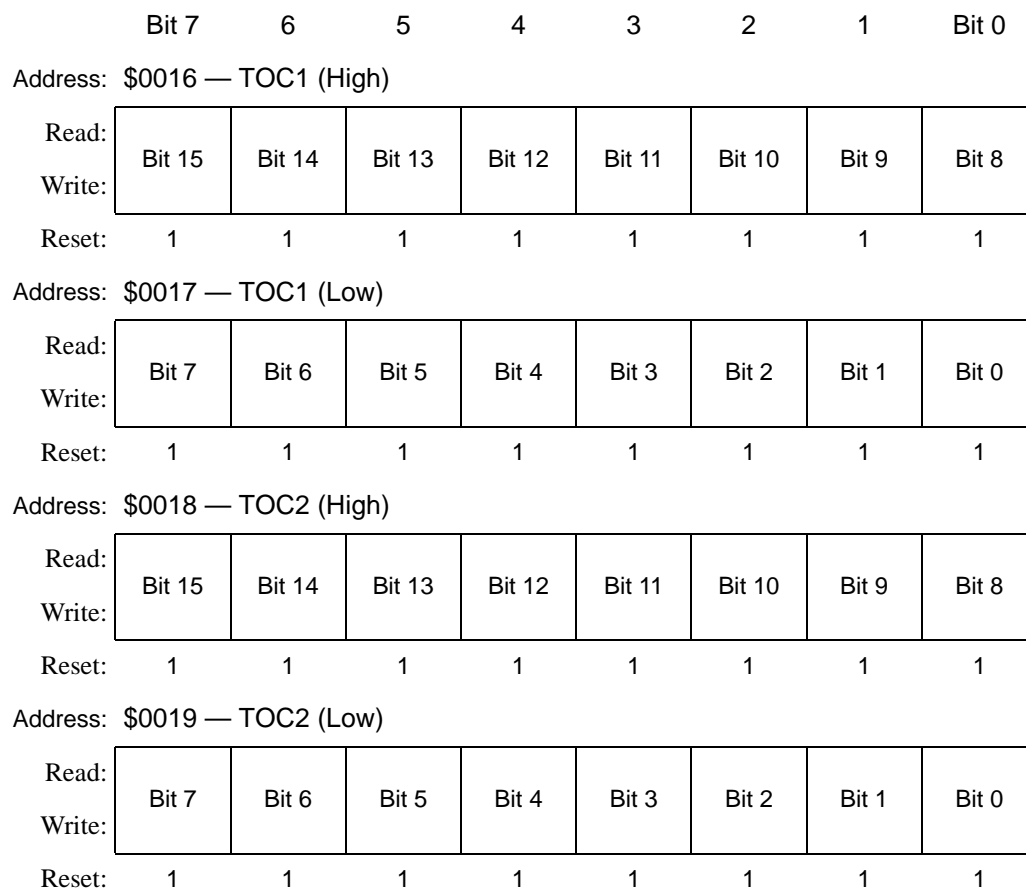 Bit 7 6 5 4 3 2 1 Bit 0
Address: $0016 — TOC1 (High)
Read:
Bit 15 Bit 14 Bit 13 Bit 12 Bit 11 Bit 10 Bit 9 Bit 8
Write:
Reset: 1 1 1 1 1 1 1 1
Address: $0017 — TOC1 (Low)
Read:
Bit 7 Bit 6 Bit 5 Bit 4 Bit 3 Bit 2 Bit 1 Bit 0
Write:
Reset: 1 1 1 1 1 1 1 1
Address: $0018 — TOC2 (High)
Read:
Bit 15 Bit 14 Bit 13 Bit 12 Bit 11 Bit 10 Bit 9 Bit 8
Write:
Reset: 1 1 1 1 1 1 1 1
Address: $0019 — TOC2 (Low)
Read:
Bit 7 Bit 6 Bit 5 Bit 4 Bit 3 Bit 2 Bit 1 Bit 0
Write:
Reset: 1 1 1 1 1 1 1 1